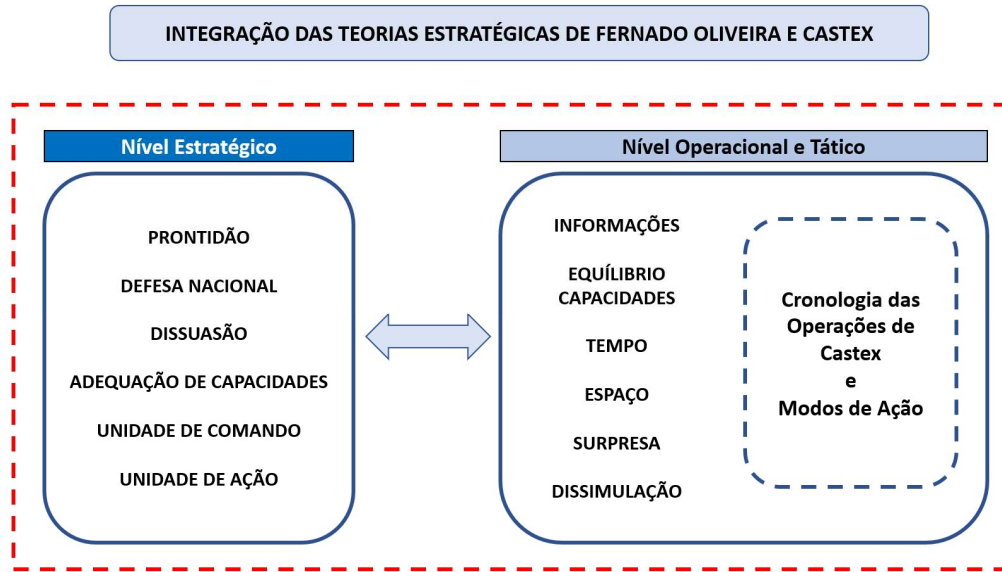 INTEGRAÇÃO DAS TEORIAS ESTRATÉGICAS DE FERNADO OLIVEIRA E CASTEX
Nível Estratégico
PRONTIDÃO
DEFESA NACIONAL
DISSUASÃO
ADEQUAÇÃO DE CAPACIDADES
UNIDADE DE COMANDO
UNIDADE DE AÇÃO
Nível Operacional e Tático
INFORMAÇÕES
EQUÍLIBRIO
CAPACIDADES
TEMPO
ESPAÇO
SURPRESA
DISSIMULAÇÃO
Cronologia das
Operações de
Castex
e
Modos de Ação